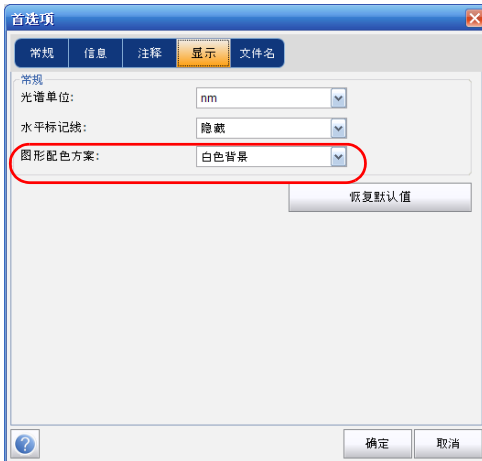 首选项
常规 信息 注释 显示 文件名
常规
光谱单位: nm
水平标记线: 隐藏
图形配色方案: 白色背景
恢复默认值
? 确定 取消